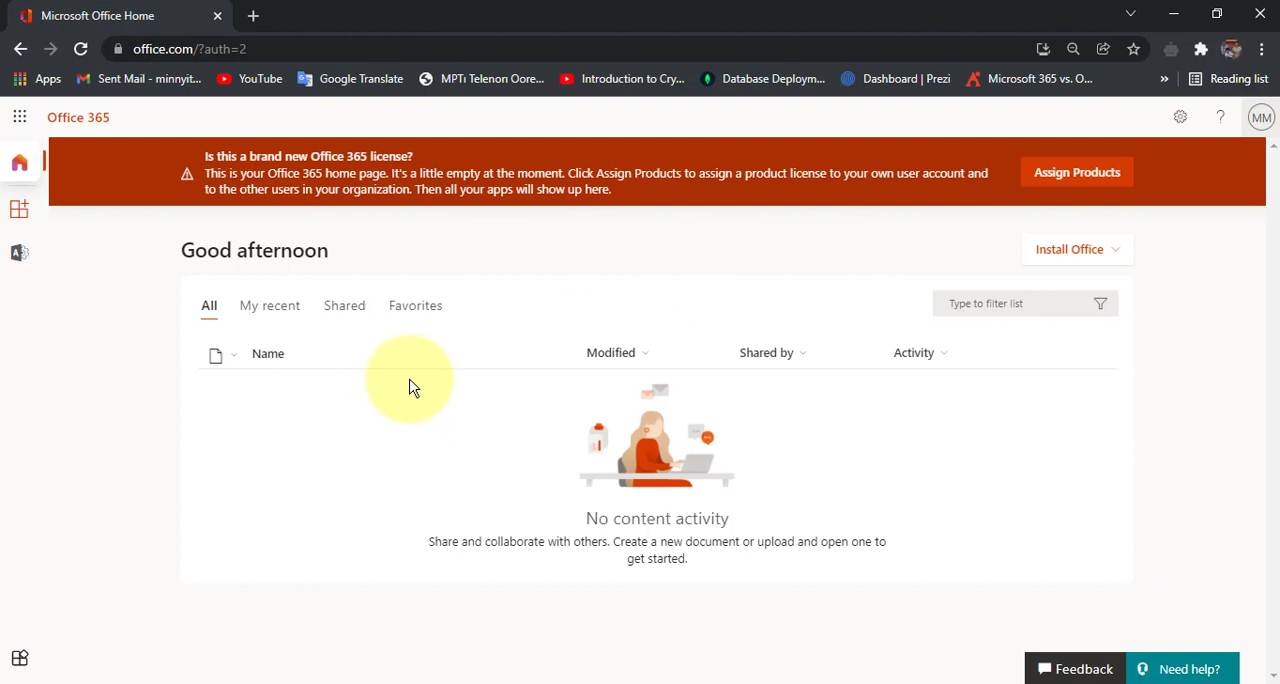 Microsoft Office Home
office.com/?auth=2
Apps
Sent Mail - minnyit...
YouTube
Google Translate
MPTi Telenon Oore...
Introduction to Cry...
Database Deploym...
Dashboard | Prezi
Microsoft 365 vs. O...
»
Reading list
Office 365
?
MM
Is this a brand new Office 365 license?
This is your Office 365 home page. It's a little empty at the moment. Click Assign Products to assign a product license to your own user account and
to the other users in your organization. Then all your apps will show up here.
Assign Products
Good afternoon
Install Office
All
My recent
Shared
Favorites
Type to filter list
Name
Modified
Shared by
Activity
No content activity
Share and collaborate with others. Create a new document or upload and open one to
get started.
Feedback
Need help?